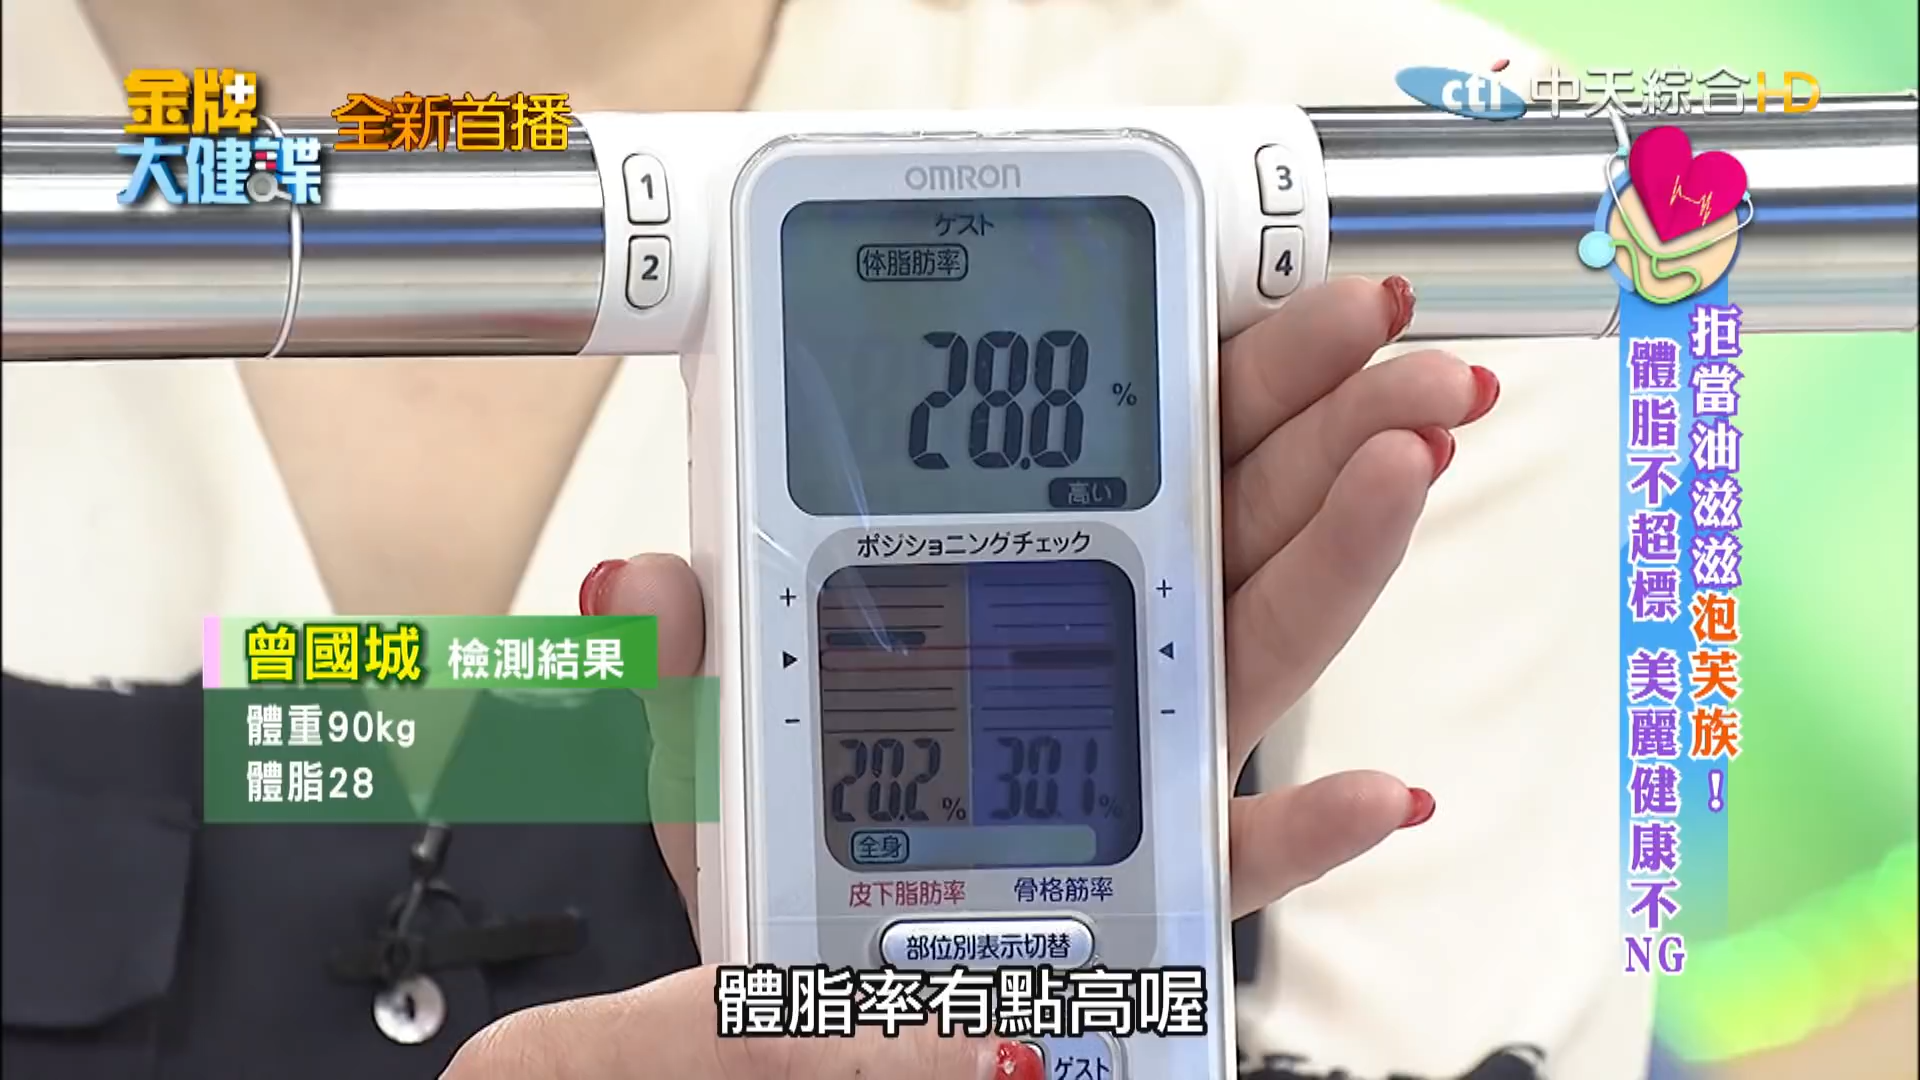 金牌
大健諜
全新首播
cti 中天綜合HD
1
2
3
4
OMRON
ゲスト
体脂肪率
28.8 %
高い
ポジショニングチェック
+
+
-
-
20.2 %
30.1 %
全身
皮下脂肪率
骨格筋率
部位別表示切替
ゲスト
曾國城 檢測結果
體重90kg
體脂28
拒當油滋滋泡芙族！
體脂不超標 美麗健康不NG
體脂率有點高喔